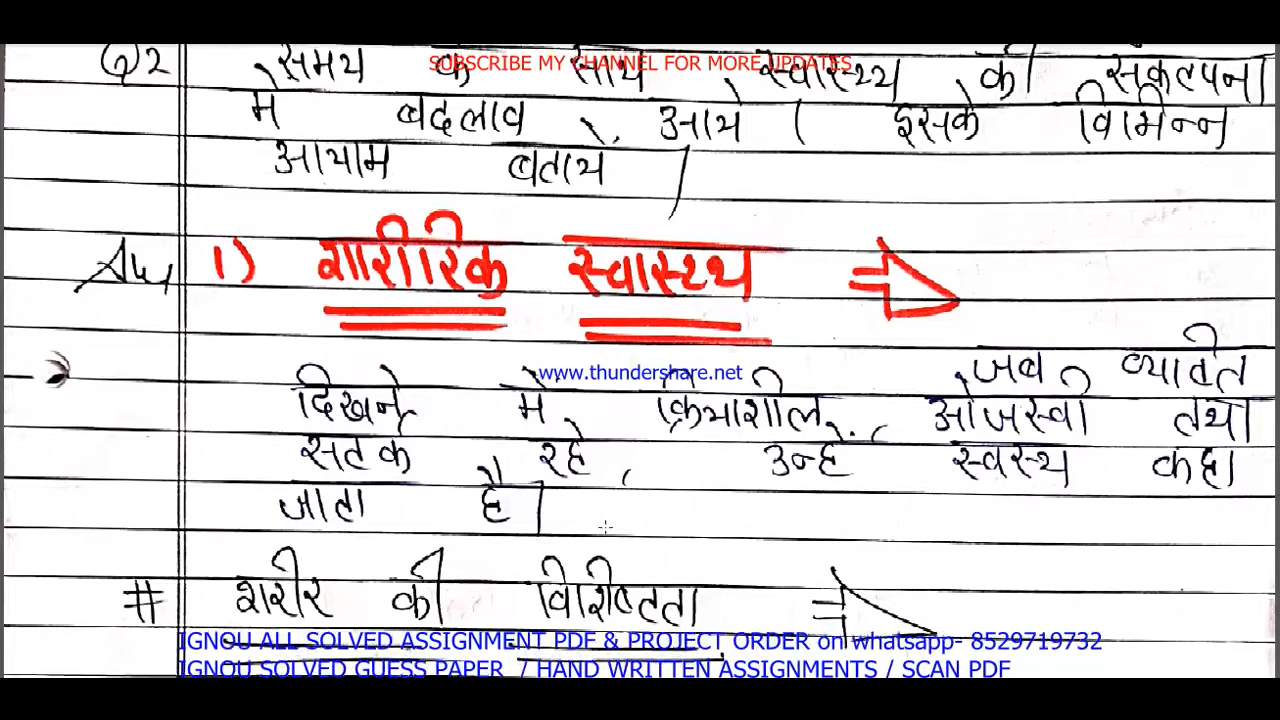 SUBSCRIBE MY CHANNEL FOR MORE UPDATES
Q2 समय के साथ स्वास्थ्य की संकल्पना
मे बदलाव आये। इसके विभिन्न
आयाम बताये।
Ans 1) शारीरिक स्वास्थ्य ⇒
www.thundershare.net
जब व्यक्ति
दिखने मे क्रियाशील, ओजस्वी तथा
सतर्क रहे, उन्हे स्वस्थ कहा
जाता है।
# शरीर की विशिष्टता ⇒
IGNOU ALL SOLVED ASSIGNMENT PDF & PROJECT ORDER on whatsapp- 8529719732
IGNOU SOLVED GUESS PAPER / HAND WRITTEN ASSIGNMENTS / SCAN PDF